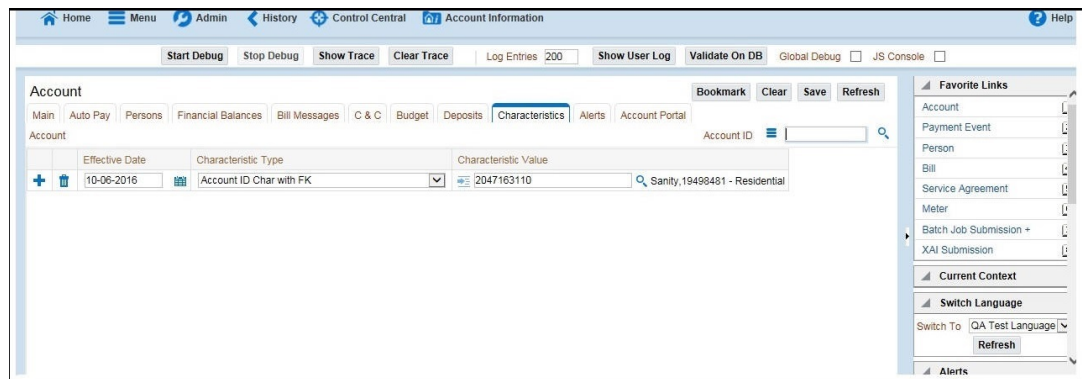 Home Menu Admin History Control Central Account Information Help
Start Debug Stop Debug Show Trace Clear Trace Log Entries 200 Show User Log Validate On DB Global Debug JS Console
Account Bookmark Clear Save Refresh
Main Auto Pay Persons Financial Balances Bill Messages C & C Budget Deposits Characteristics Alerts Account Portal
Account Account ID
Effective Date Characteristic Type Characteristic Value
10-06-2016 Account ID Char with FK 2047163110 Sanity,19498481 - Residential
Favorite Links
Account
Payment Event
Person
Bill
Service Agreement
Meter
Batch Job Submission +
XAI Submission
Current Context
Switch Language
Switch To QA Test Language
Refresh
Alerts